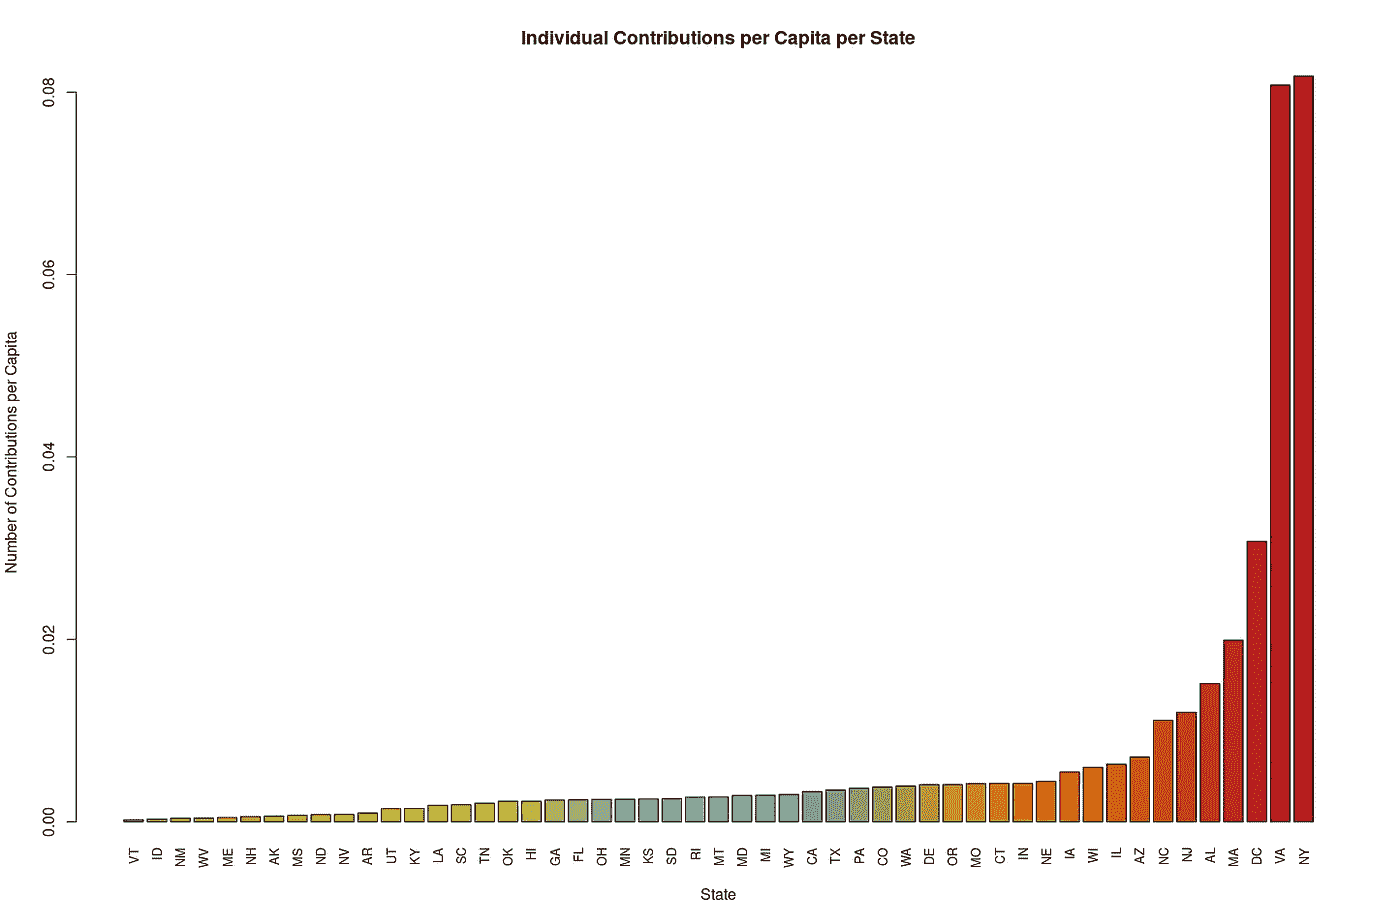 Individual Contributions per Capita per State
Number of Contributions per Capita
0.08
0.06
0.04
0.02
0.00
VT ID NM WV ME NH AK MS ND NV AR UT KY LA SC TN OK HI GA FL OH MN KS SD RI MT MD MI WY CA TX PA CO WA DE OR MO CT IN NE IA WI IL AZ NC NJ AL MA DC VA NY
State